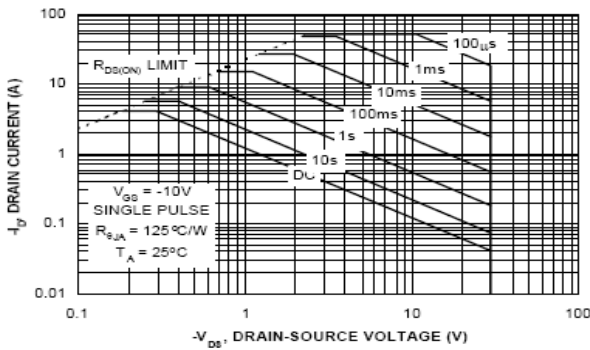 100
10
1
0.1
0.01
-I_D, DRAIN CURRENT (A)
R_DS(ON) LIMIT
100µs
1ms
10ms
100ms
1s
10s
DC
V_GS = -10V
SINGLE PULSE
R_θJA = 125°C/W
T_A = 25°C
0.1
1
10
100
-V_DS, DRAIN-SOURCE VOLTAGE (V)